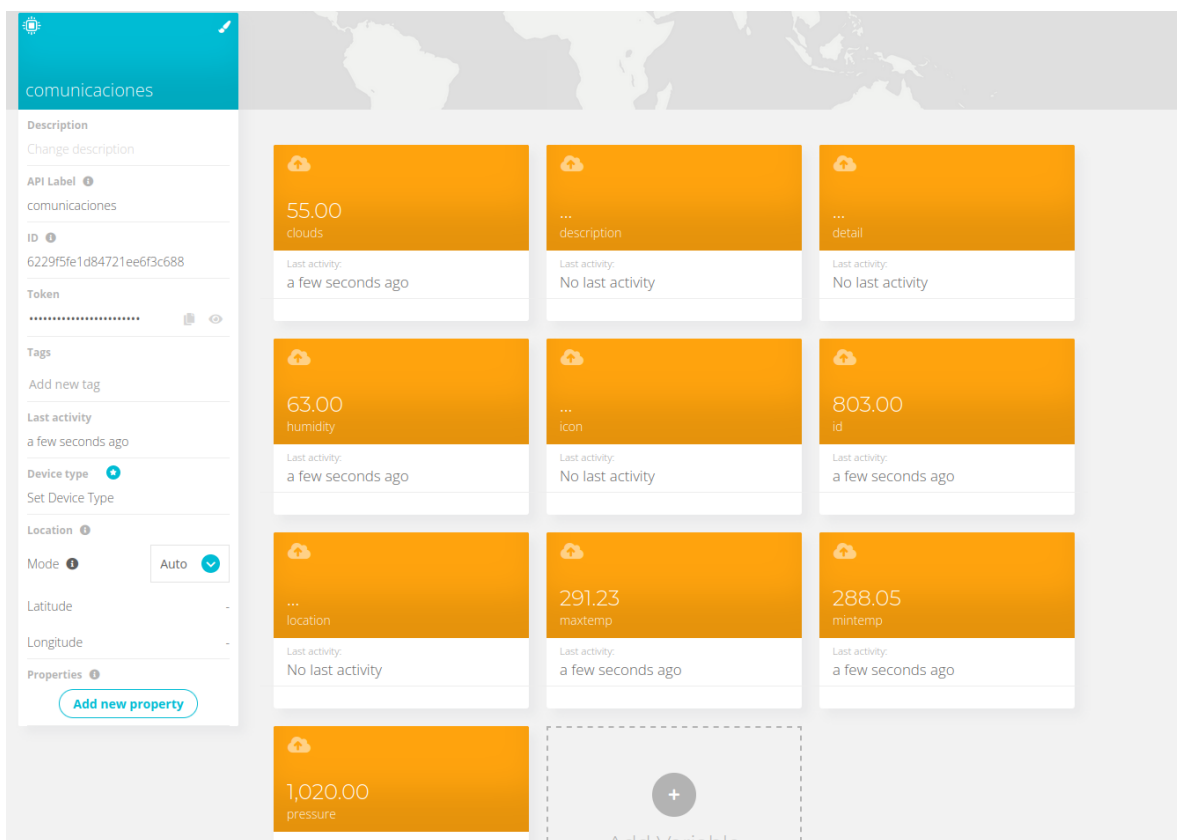 comunicaciones
Description
Change description
API Label
comunicaciones
ID
6229f5fe1d84721ee6f3c688
Token
••••••••••••••••••••••••
Tags
Add new tag
Last activity
a few seconds ago
Device type
Set Device Type
Location
Mode
Auto
Latitude -
Longitude -
Properties
Add new property
55.00
clouds
Last activity:
a few seconds ago
...
description
Last activity:
No last activity
...
detail
Last activity:
No last activity
63.00
humidity
Last activity:
a few seconds ago
...
icon
Last activity:
No last activity
803.00
id
Last activity:
a few seconds ago
...
location
Last activity:
No last activity
291.23
maxtemp
Last activity:
a few seconds ago
288.05
mintemp
Last activity:
a few seconds ago
1,020.00
pressure
+
Add Variable